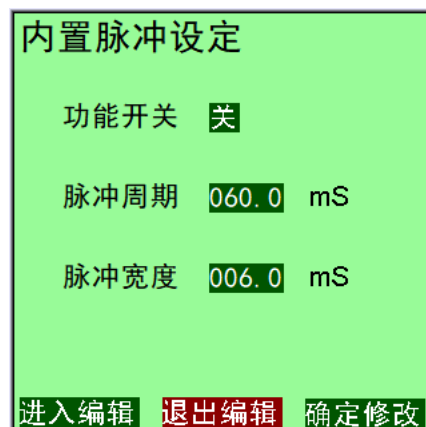 内置脉冲设定
功能开关 关
脉冲周期 060.0 mS
脉冲宽度 006.0 mS
进入编辑 退出编辑 确定修改